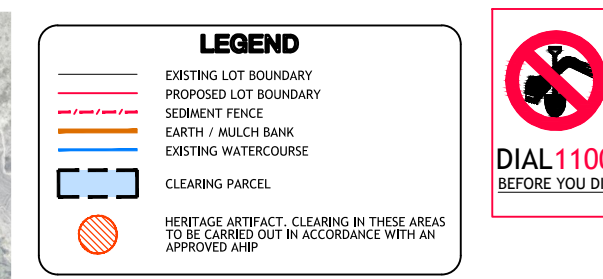 LEGEND
EXISTING LOT BOUNDARY
PROPOSED LOT BOUNDARY
SEDIMENT FENCE
EARTH / MULCH BANK
EXISTING WATERCOURSE
CLEARING PARCEL
HERITAGE ARTIFACT. CLEARING IN THESE AREAS
TO BE CARRIED OUT IN ACCORDANCE WITH AN
APPROVED AHIP
DIAL1100
BEFORE YOU